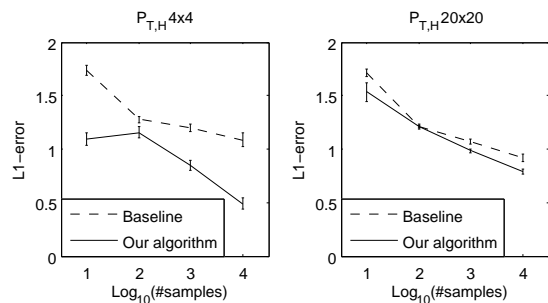 P_T,H 4x4
2
1.5
1
0.5
0
L1−error
Baseline
Our algorithm
1 2 3 4
Log_10(#samples)
P_T,H 20x20
2
1.5
1
0.5
0
L1−error
Baseline
Our algorithm
1 2 3 4
Log_10(#samples)